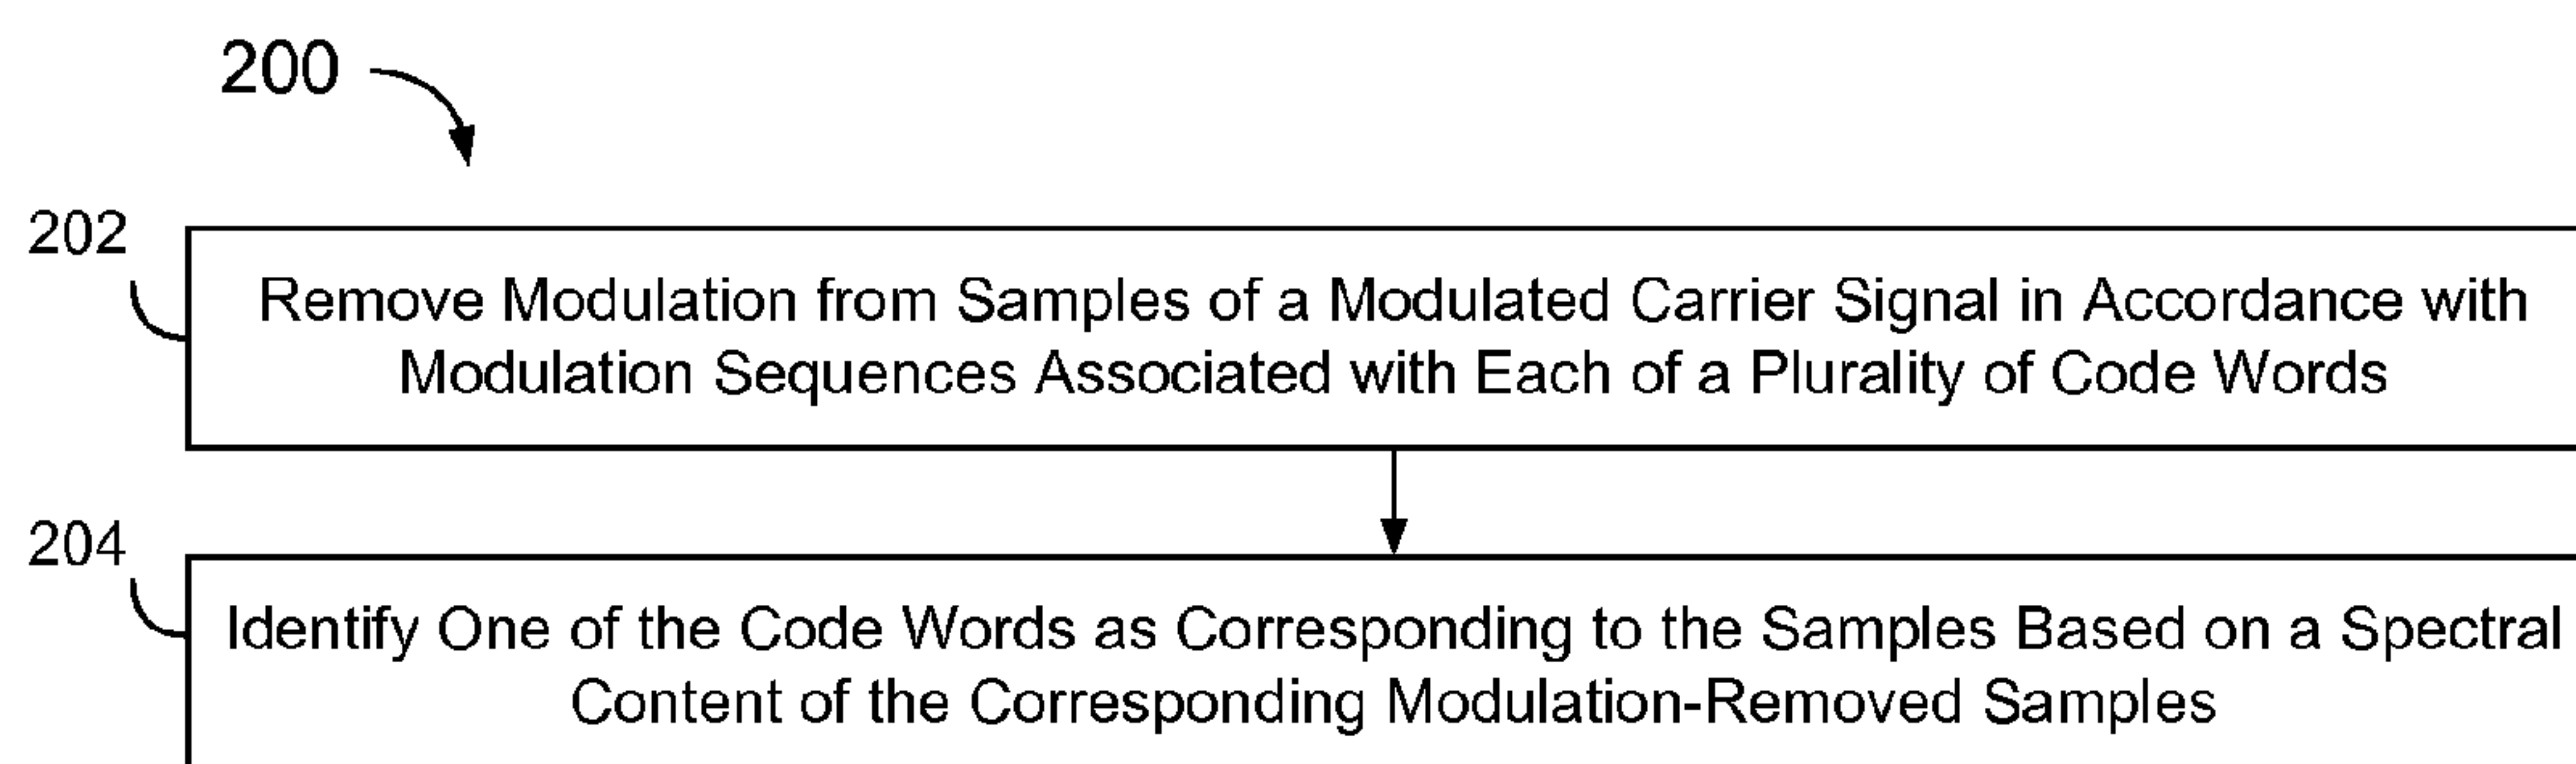 200
202
Remove Modulation from Samples of a Modulated Carrier Signal in Accordance with
Modulation Sequences Associated with Each of a Plurality of Code Words
204
Identify One of the Code Words as Corresponding to the Samples Based on a Spectral
Content of the Corresponding Modulation-Removed Samples